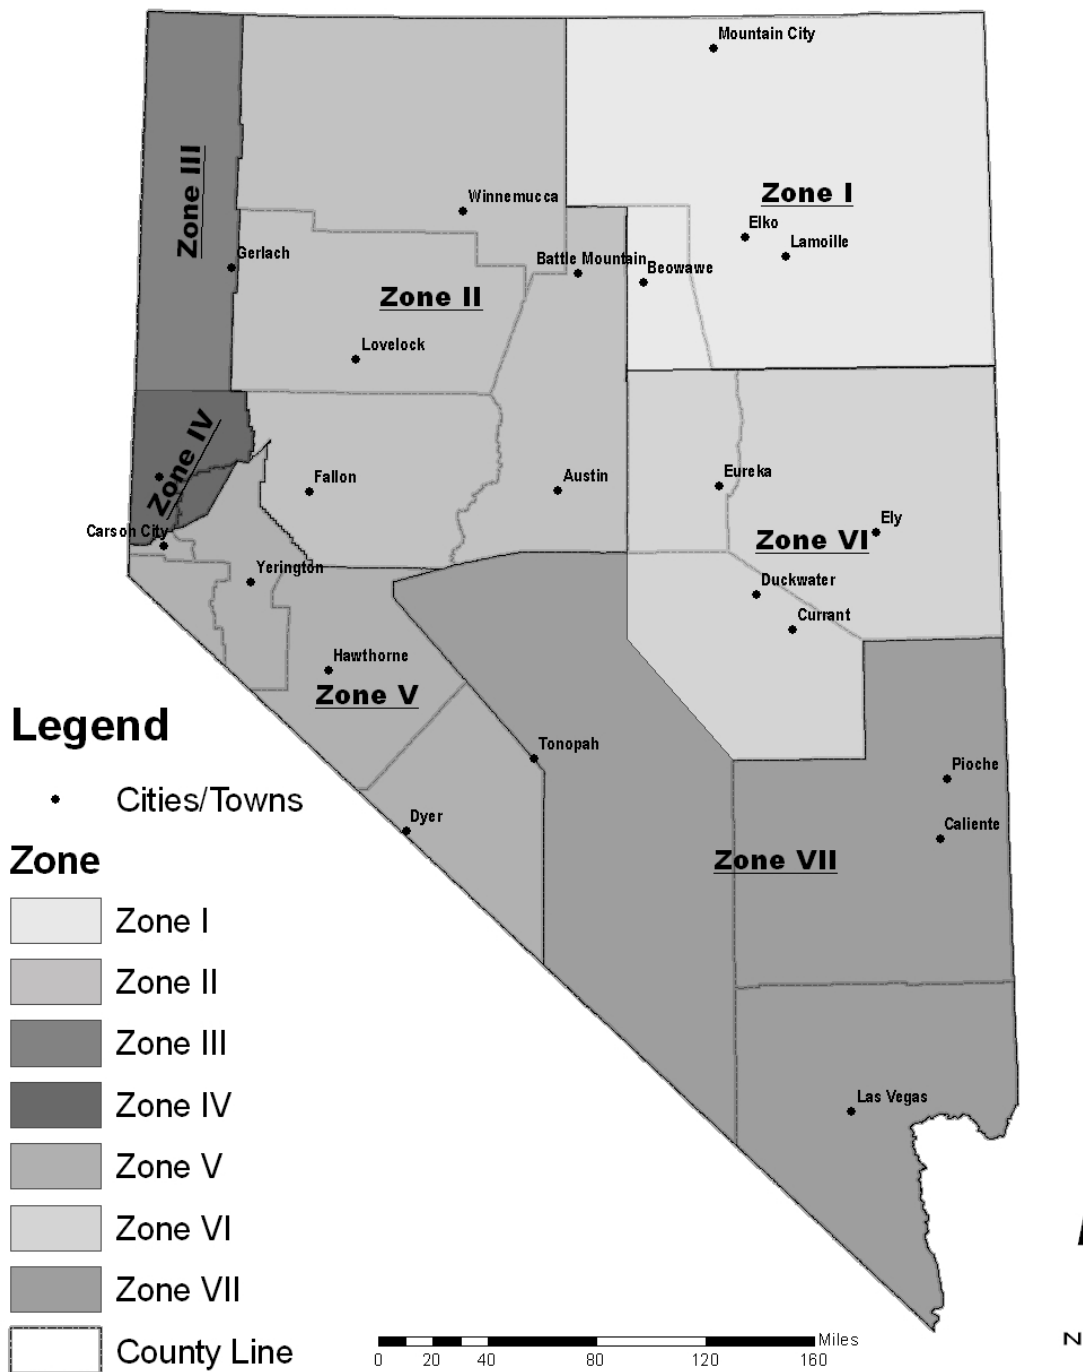 Mountain City
Zone I
Zone III
Winnemucca
Elko
Lamoille
Gerlach
Battle Mountain
Beowawe
Zone II
Lovelock
Zone IV
Fallon
Austin
Eureka
Ely
Carson City
Zone VI
Yerington
Duckwater
Currant
Hawthorne
Zone V
Tonopah
Pioche
Dyer
Caliente
Zone VII
Las Vegas
Legend
Cities/Towns
Zone
Zone I
Zone II
Zone III
Zone IV
Zone V
Zone VI
Zone VII
County Line
Miles
0 20 40 80 120 160